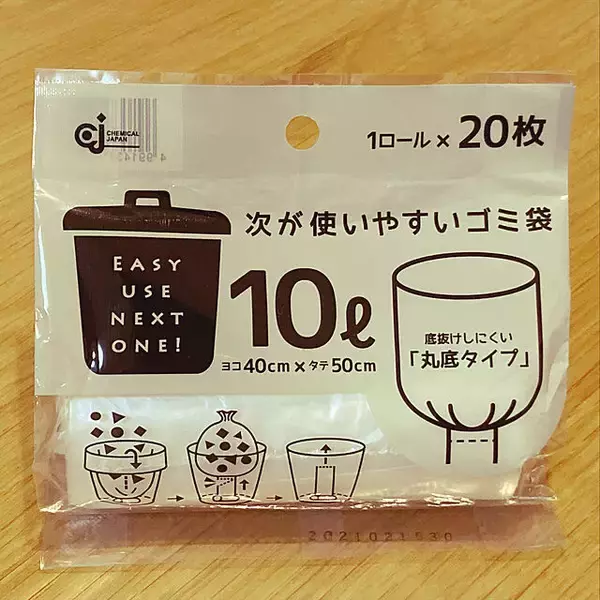 CHEMICAL
JAPAN
1ロール×20枚
次が使いやすいゴミ袋
EASY
USE
NEXT
ONE!
10ℓ
ヨコ40cm×タテ50cm
底抜けしにくい
「丸底タイプ」